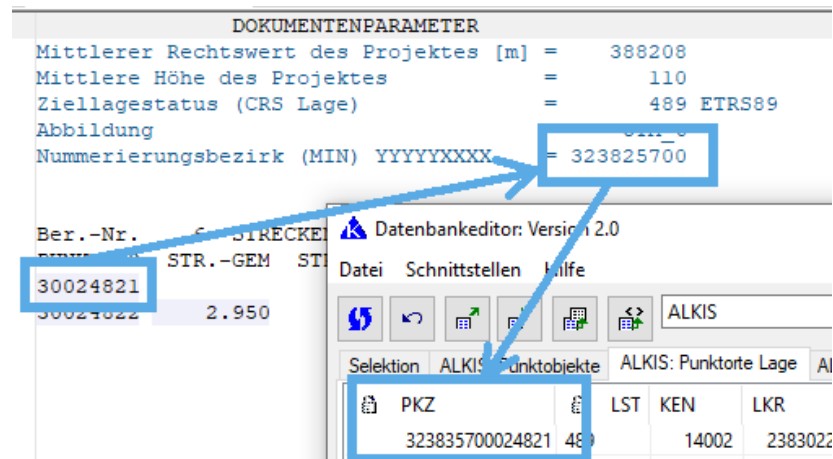 DOKUMENTENPARAMETER
Mittlerer Rechtswert des Projektes [m] = 388208
Mittlere Höhe des Projektes = 110
Ziellagestatus (CRS Lage) = 489 ETRS89
Abbildung
Nummerierungsbezirk (MIN) YYYYYXXXX = 323825700
Ber.-Nr.
Datenbankeditor: Version 2.0
STR.-GEM
Datei Schnittstellen Hilfe
30024821
30024822 2.950
ALKIS
Selektion ALKIS: Punktobjekte ALKIS: Punktorte Lage
PKZ LST KEN LKR
323835700024821 489 14002 2383022